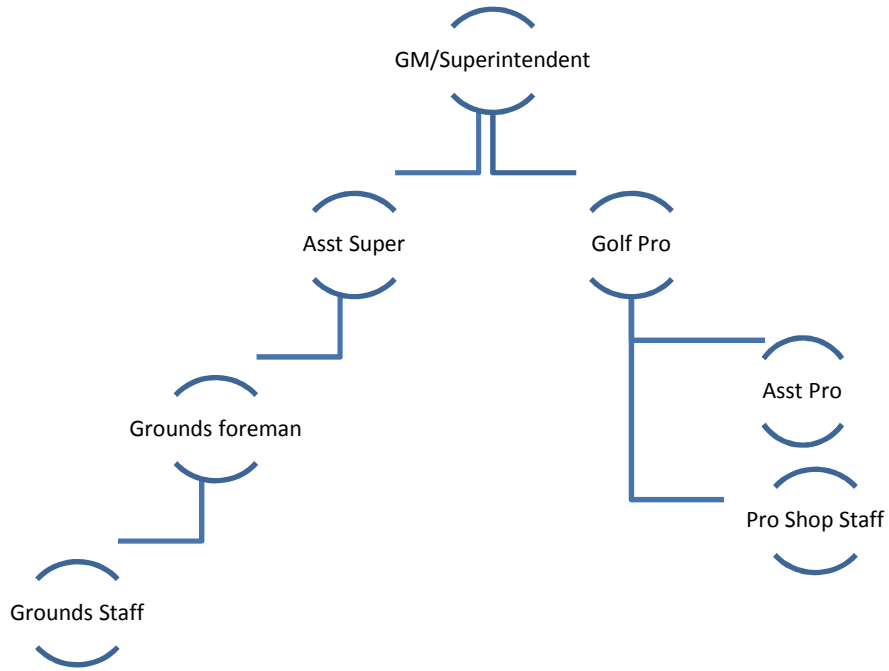 GM/Superintendent
Asst Super
Golf Pro
Asst Pro
Grounds foreman
Pro Shop Staff
Grounds Staff